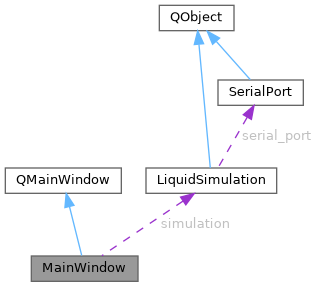 QObject
SerialPort
serial_port
QMainWindow
LiquidSimulation
simulation
MainWindow